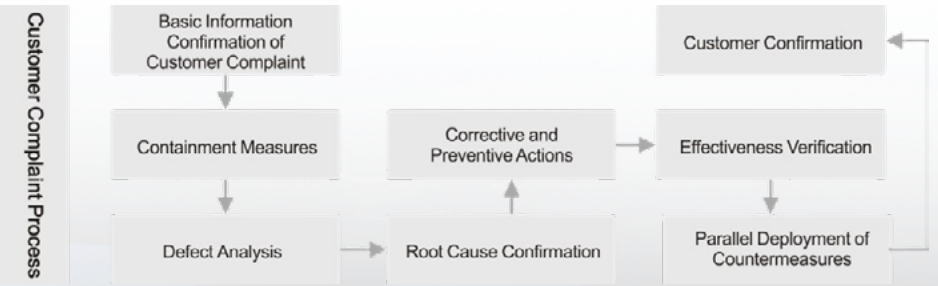 Customer Complaint Process
Basic Information
Confirmation of
Customer Complaint
Containment Measures
Defect Analysis
Root Cause Confirmation
Corrective and
Preventive Actions
Effectiveness Verification
Parallel Deployment of
Countermeasures
Customer Confirmation